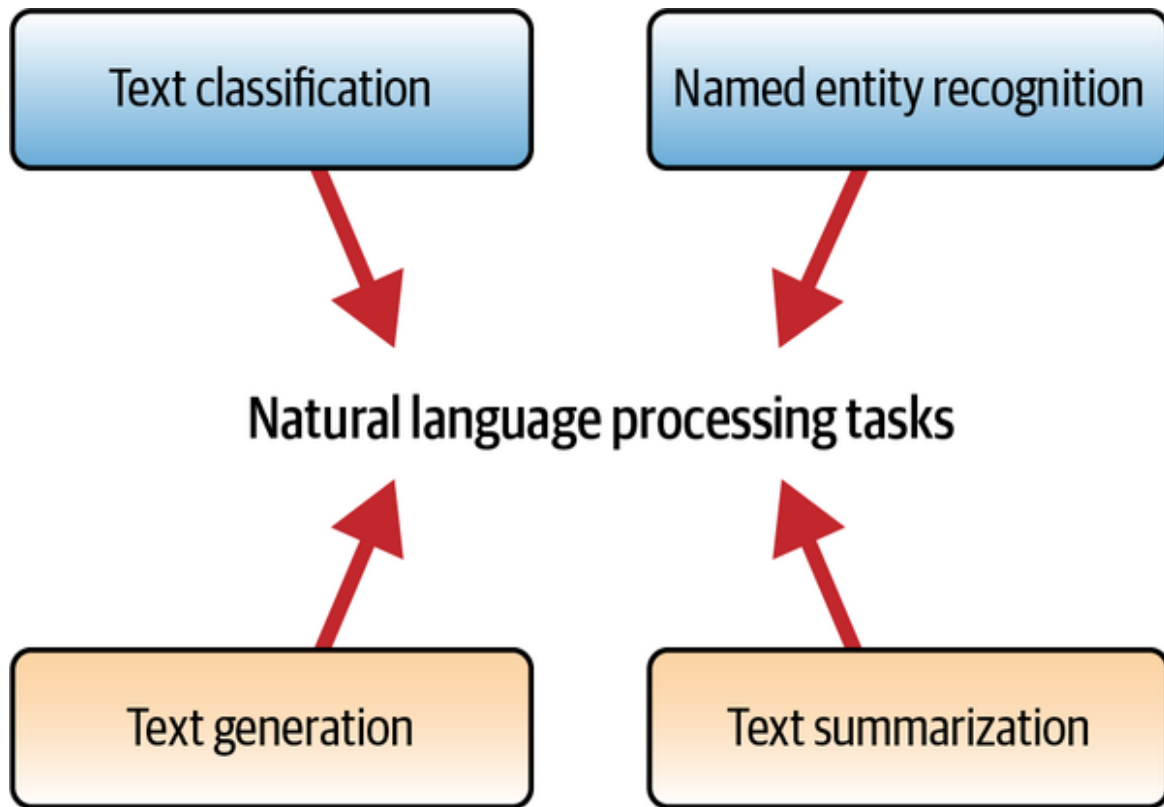 Text classification
Named entity recognition
Natural language processing tasks
Text generation
Text summarization